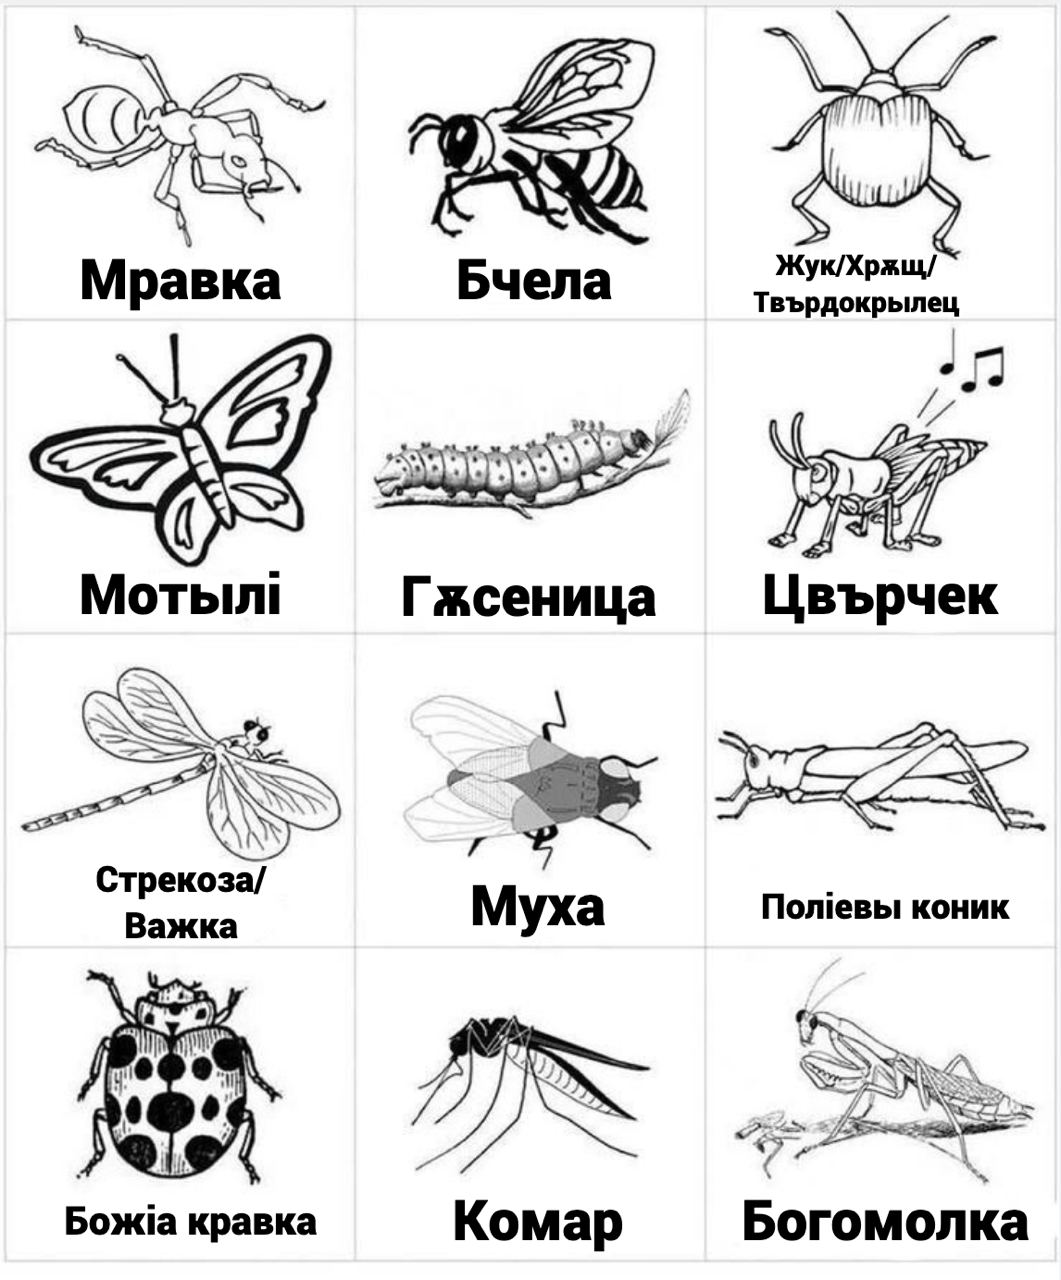 Мравка
Бчела
Жук/Хрѫщ/
Твърдокрылец
Мотылі
Гѫсеница
Цвърчек
Стрекоза/
Важка
Муха
Поліевы коник
Божіа кравка
Комар
Богомолка